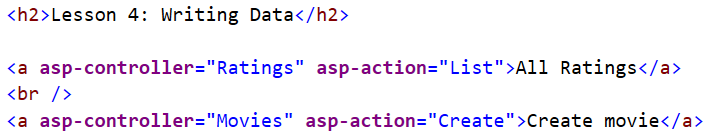 <h2>Lesson 4: Writing Data</h2>
<a asp-controller="Ratings" asp-action="List">All Ratings</a>
<br />
<a asp-controller="Movies" asp-action="Create">Create movie</a>